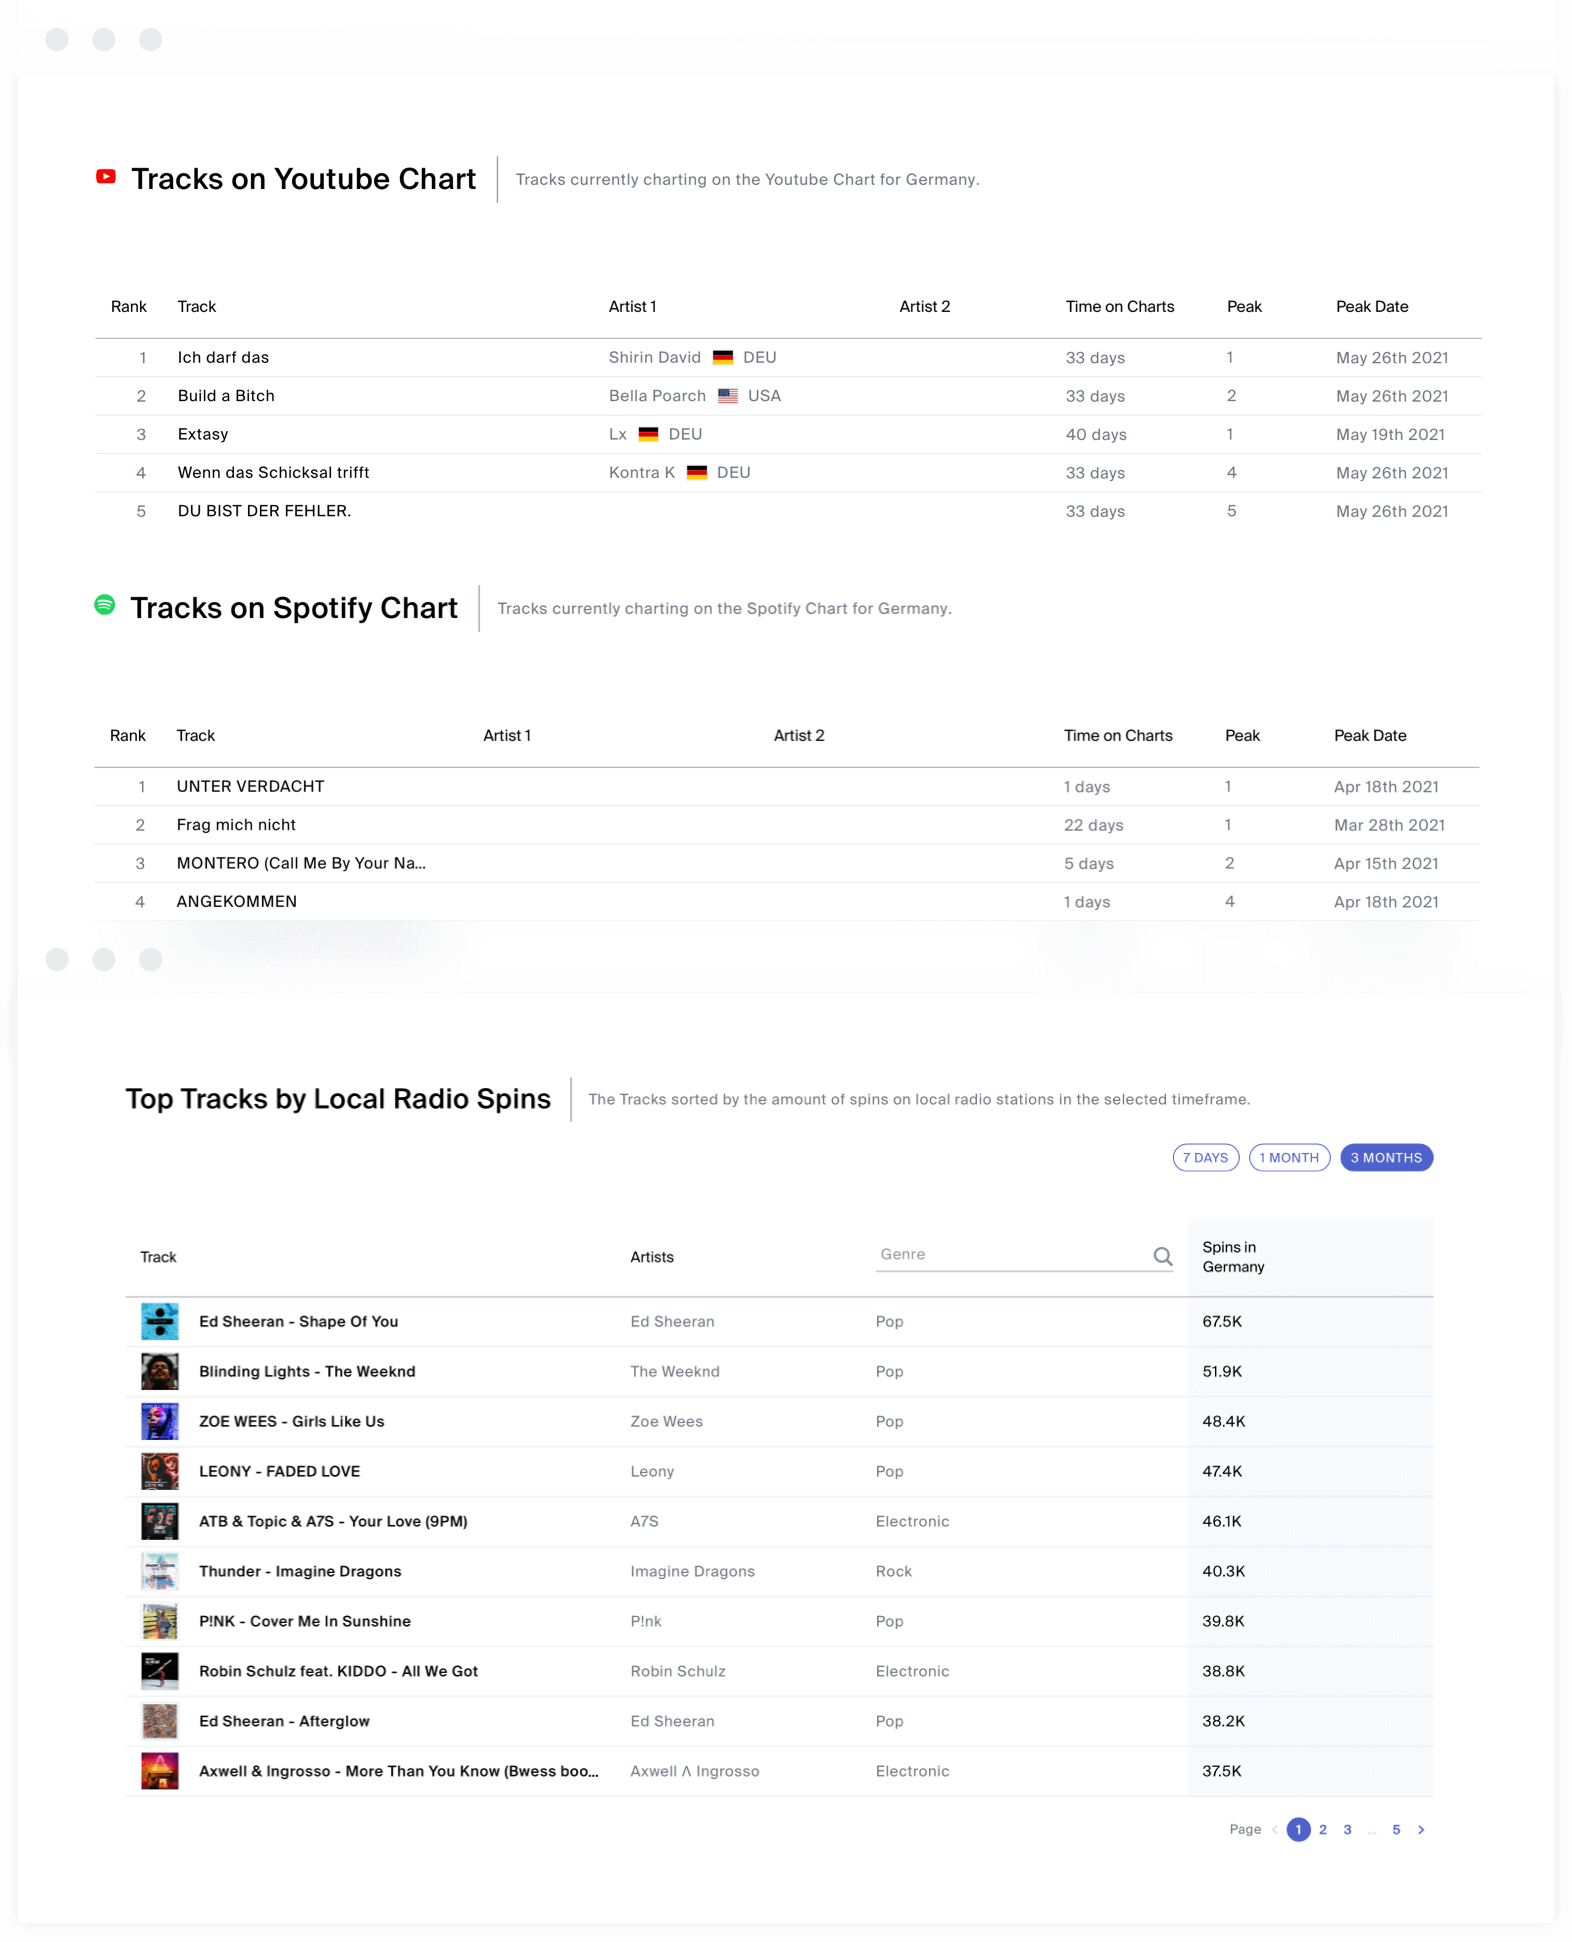 Tracks on Youtube Chart Tracks currently charting on the Youtube Chart for Germany.
Rank Track Artist 1 Artist 2 Time on Charts Peak Peak Date
1 Ich darf das Shirin David DEU 33 days 1 May 26th 2021
2 Build a Bitch Bella Poarch USA 33 days 2 May 26th 2021
3 Extasy Lx DEU 40 days 1 May 19th 2021
4 Wenn das Schicksal trifft Kontra K DEU 33 days 4 May 26th 2021
5 DU BIST DER FEHLER. 33 days 5 May 26th 2021
Tracks on Spotify Chart Tracks currently charting on the Spotify Chart for Germany.
Rank Track Artist 1 Artist 2 Time on Charts Peak Peak Date
1 UNTER VERDACHT 1 days 1 Apr 18th 2021
2 Frag mich nicht 22 days 1 Mar 28th 2021
3 MONTERO (Call Me By Your Na... 5 days 2 Apr 15th 2021
4 ANGEKOMMEN 1 days 4 Apr 18th 2021
Top Tracks by Local Radio Spins The Tracks sorted by the amount of spins on local radio stations in the selected timeframe.
7 DAYS 1 MONTH 3 MONTHS
Track Artists Genre Spins in
Germany
Ed Sheeran - Shape Of You Ed Sheeran Pop 67.5K
Blinding Lights - The Weeknd The Weeknd Pop 51.9K
ZOE WEES - Girls Like Us Zoe Wees Pop 48.4K
LEONY - FADED LOVE Leony Pop 47.4K
ATB & Topic & A7S - Your Love (9PM) A7S Electronic 46.1K
Thunder - Imagine Dragons Imagine Dragons Rock 40.3K
P!NK - Cover Me In Sunshine P!nk Pop 39.8K
Robin Schulz feat. KIDDO - All We Got Robin Schulz Electronic 38.8K
Ed Sheeran - Afterglow Ed Sheeran Pop 38.2K
Axwell & Ingrosso - More Than You Know (Bwess boo... Axwell Λ Ingrosso Electronic 37.5K
Page < 1 2 3 ... 5 >